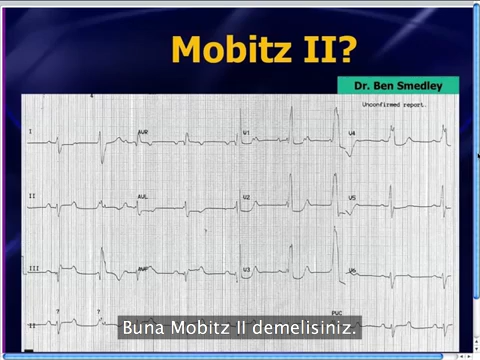 Mobitz II?
Dr. Ben Smedley
Unconfirmed report.
I
AVR
V1
V4
II
AVL
V2
V5
III
AVF
V3
V6
II
?
?
PVC
Buna Mobitz II demelisiniz.